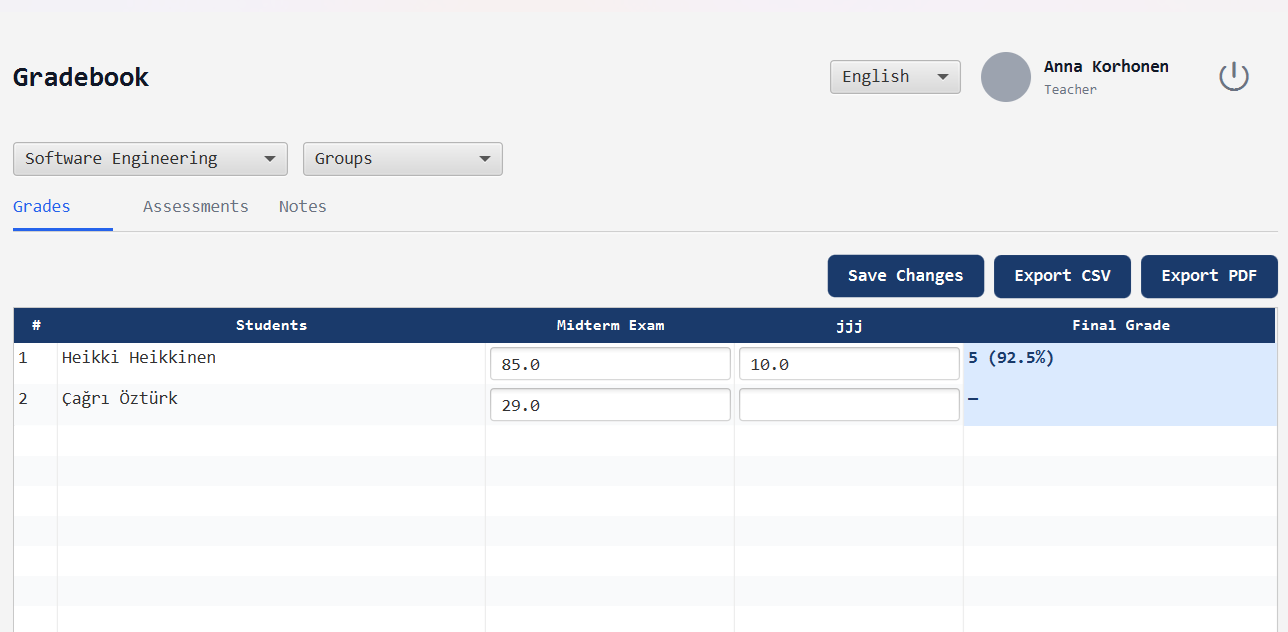 Gradebook
English
Anna Korhonen
Teacher
Software Engineering
Groups
Grades
Assessments
Notes
Save Changes
Export CSV
Export PDF
# Students Midterm Exam jjj Final Grade
1 Heikki Heikkinen 85.0 10.0 5 (92.5%)
2 Çağrı Öztürk 29.0 –